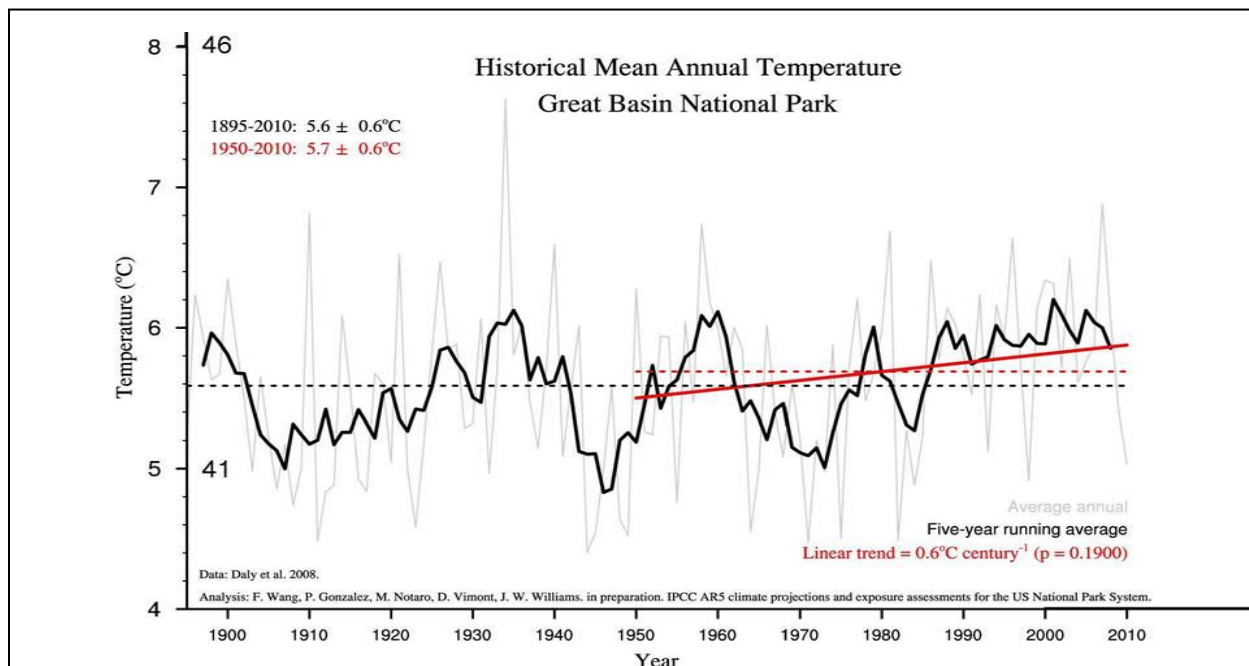 Historical Mean Annual Temperature
Great Basin National Park
1895-2010: 5.6 ± 0.6°C
1950-2010: 5.7 ± 0.6°C
Temperature (°C)
8
7
6
5
4
46
41
Average annual
Five-year running average
Linear trend = 0.6°C century⁻¹ (p = 0.1900)
Data: Daly et al. 2008.
Analysis: F. Wang, P. Gonzalez, M. Notaro, D. Vimont, J. W. Williams. in preparation. IPCC AR5 climate projections and exposure assessments for the US National Park System.
1900 1910 1920 1930 1940 1950 1960 1970 1980 1990 2000 2010
Year